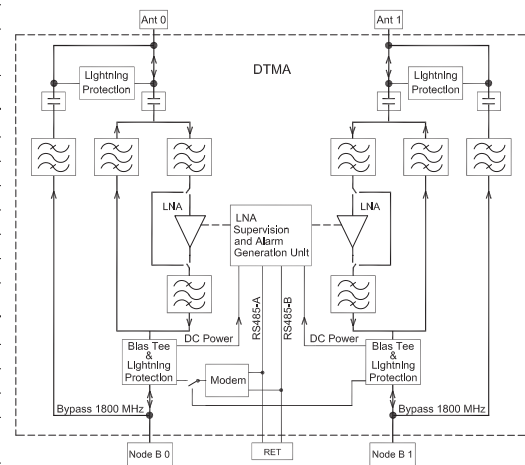 Ant 0
Ant 1
DTMA
Lightning
Protection
Lightning
Protection
LNA
LNA
Supervision
and Alarm
Generation Unit
LNA
RS485-A
RS485-B
DC Power
DC Power
Bias Tee
&
Lightning
Protection
Modem
Bias Tee
&
Lightning
Protection
Bypass 1800 MHz
Bypass 1800 MHz
Node B 0
RET
Node B 1